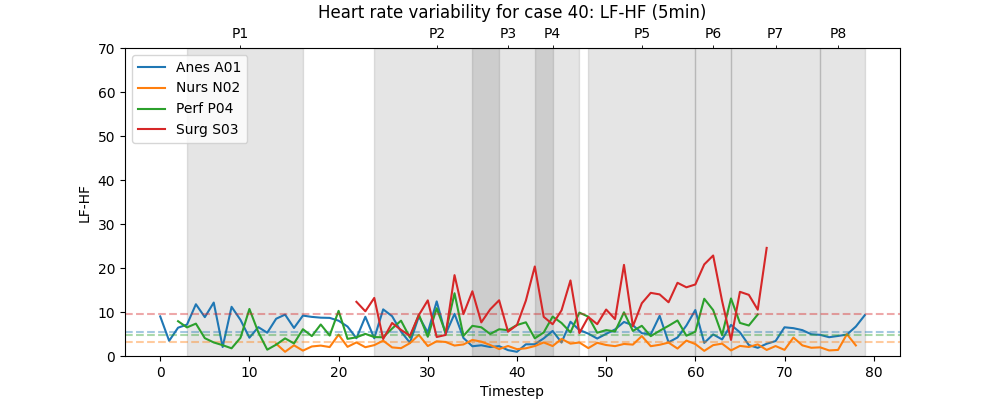 Heart rate variability for case 40: LF-HF (5min)
P1 P2 P3 P4 P5 P6 P7 P8
70
60
50
40
30
20
10
0
LF-HF
Anes A01
Nurs N02
Perf P04
Surg S03
0 10 20 30 40 50 60 70 80
Timestep